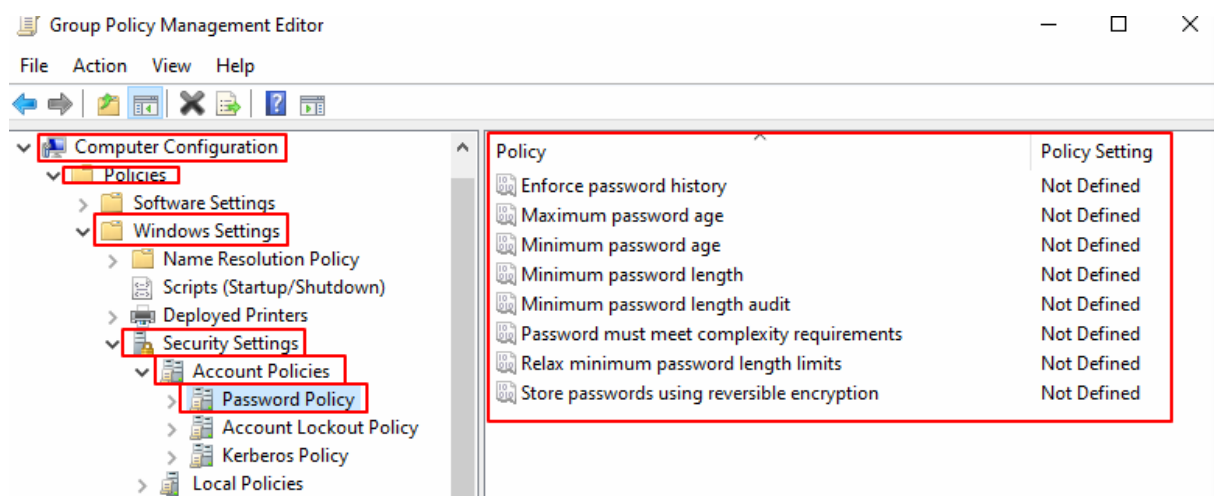 Group Policy Management Editor
File Action View Help
Computer Configuration
Policies
Software Settings
Windows Settings
Name Resolution Policy
Scripts (Startup/Shutdown)
Deployed Printers
Security Settings
Account Policies
Password Policy
Account Lockout Policy
Kerberos Policy
Local Policies
Policy Policy Setting
Enforce password history Not Defined
Maximum password age Not Defined
Minimum password age Not Defined
Minimum password length Not Defined
Minimum password length audit Not Defined
Password must meet complexity requirements Not Defined
Relax minimum password length limits Not Defined
Store passwords using reversible encryption Not Defined